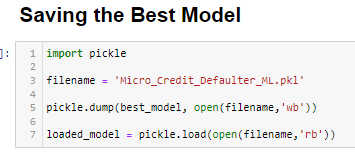 Saving the Best Model
]:
1 import pickle
2
3 filename = 'Micro_Credit_Defaulter_ML.pkl'
4
5 pickle.dump(best_model, open(filename,'wb'))
6
7 loaded_model = pickle.load(open(filename,'rb'))